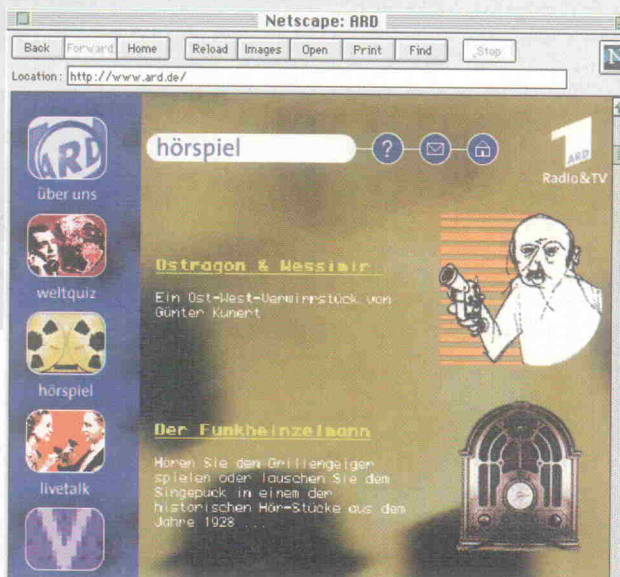 Netscape: ARD
Back Forward Home Reload Images Open Print Find Stop
Location: http://www.ard.de/
N
ARD
über uns
weltquiz
hörspiel
livetalk
V
hörspiel
?
1
ARD
Radio&TV
Ostragon & Wessimir
Ein Ost-West-Verwirrstück von
Günter Kunert
Der Funkheinzelmann
Hören Sie den Grillengeiger
spielen oder lauschen Sie dem
Singepuck in einem der
historischen Hör-Stücke aus dem
Jahre 1928 ...